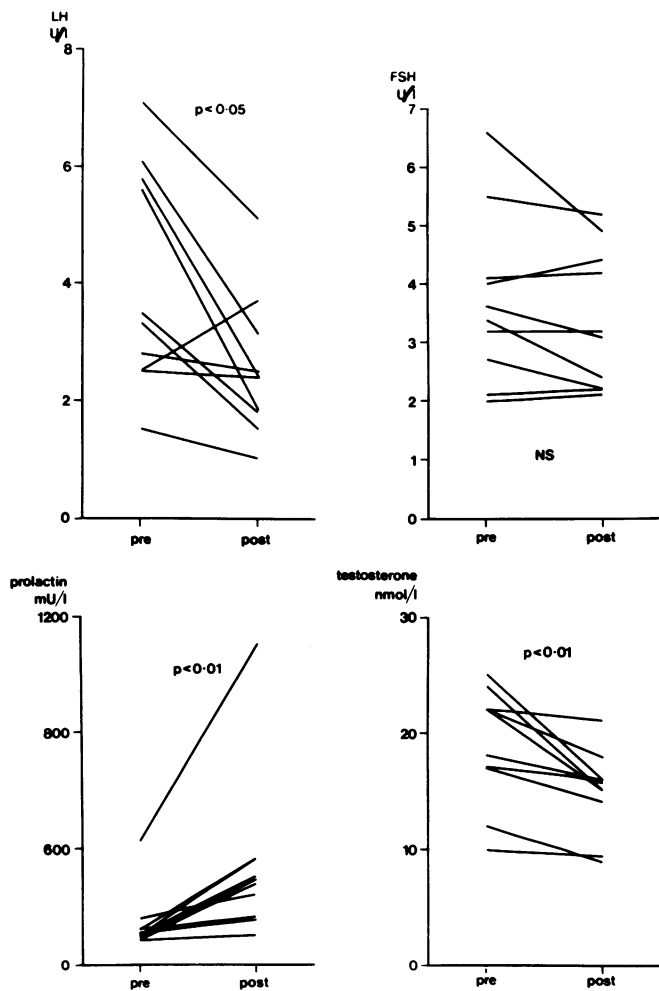 LH
U/l
8
p<0·05
6
4
2
0
pre
post
FSH
U/l
7
6
5
4
3
2
1
NS
0
pre
post
prolactin
mU/l
1200
p<0·01
800
600
0
pre
post
testosterone
nmol/l
30
p<0·01
20
10
0
pre
post